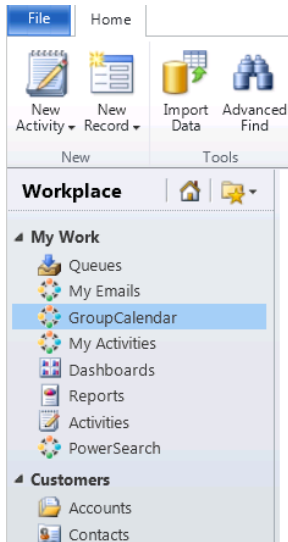 File Home
New Activity New Record Import Data Advanced Find
New Tools
Workplace
My Work
Queues
My Emails
GroupCalendar
My Activities
Dashboards
Reports
Activities
PowerSearch
Customers
Accounts
Contacts